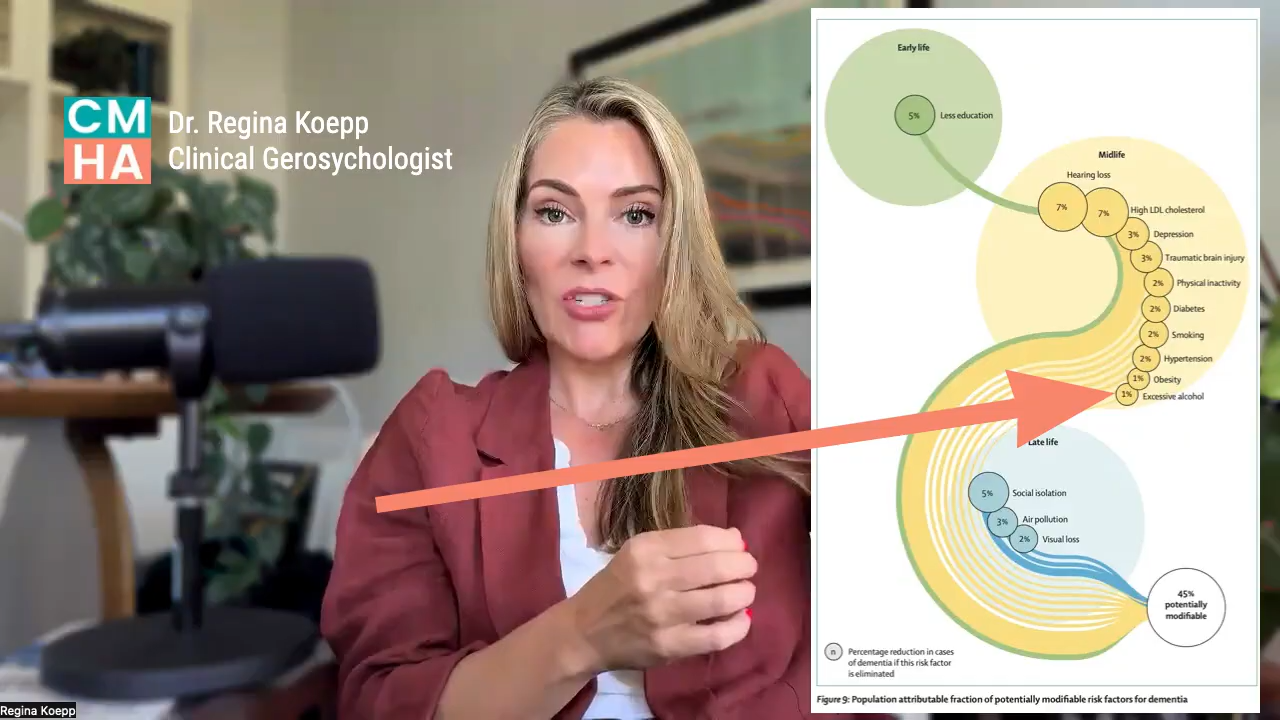 CM
HA
Dr. Regina Koepp
Clinical Gerosychologist
Early life
5%
Less education
Midlife
Hearing loss
7%
7%
High LDL cholesterol
3%
Depression
3%
Traumatic brain injury
2%
Physical inactivity
2%
Diabetes
2%
Smoking
2%
Hypertension
1%
Obesity
1%
Excessive alcohol
Late life
5%
Social isolation
3%
Air pollution
2%
Visual loss
45%
potentially
modifiable
n
Percentage reduction in cases
of dementia if this risk factor
is eliminated
Figure 9: Population attributable fraction of potentially modifiable risk factors for dementia
Regina Koepp